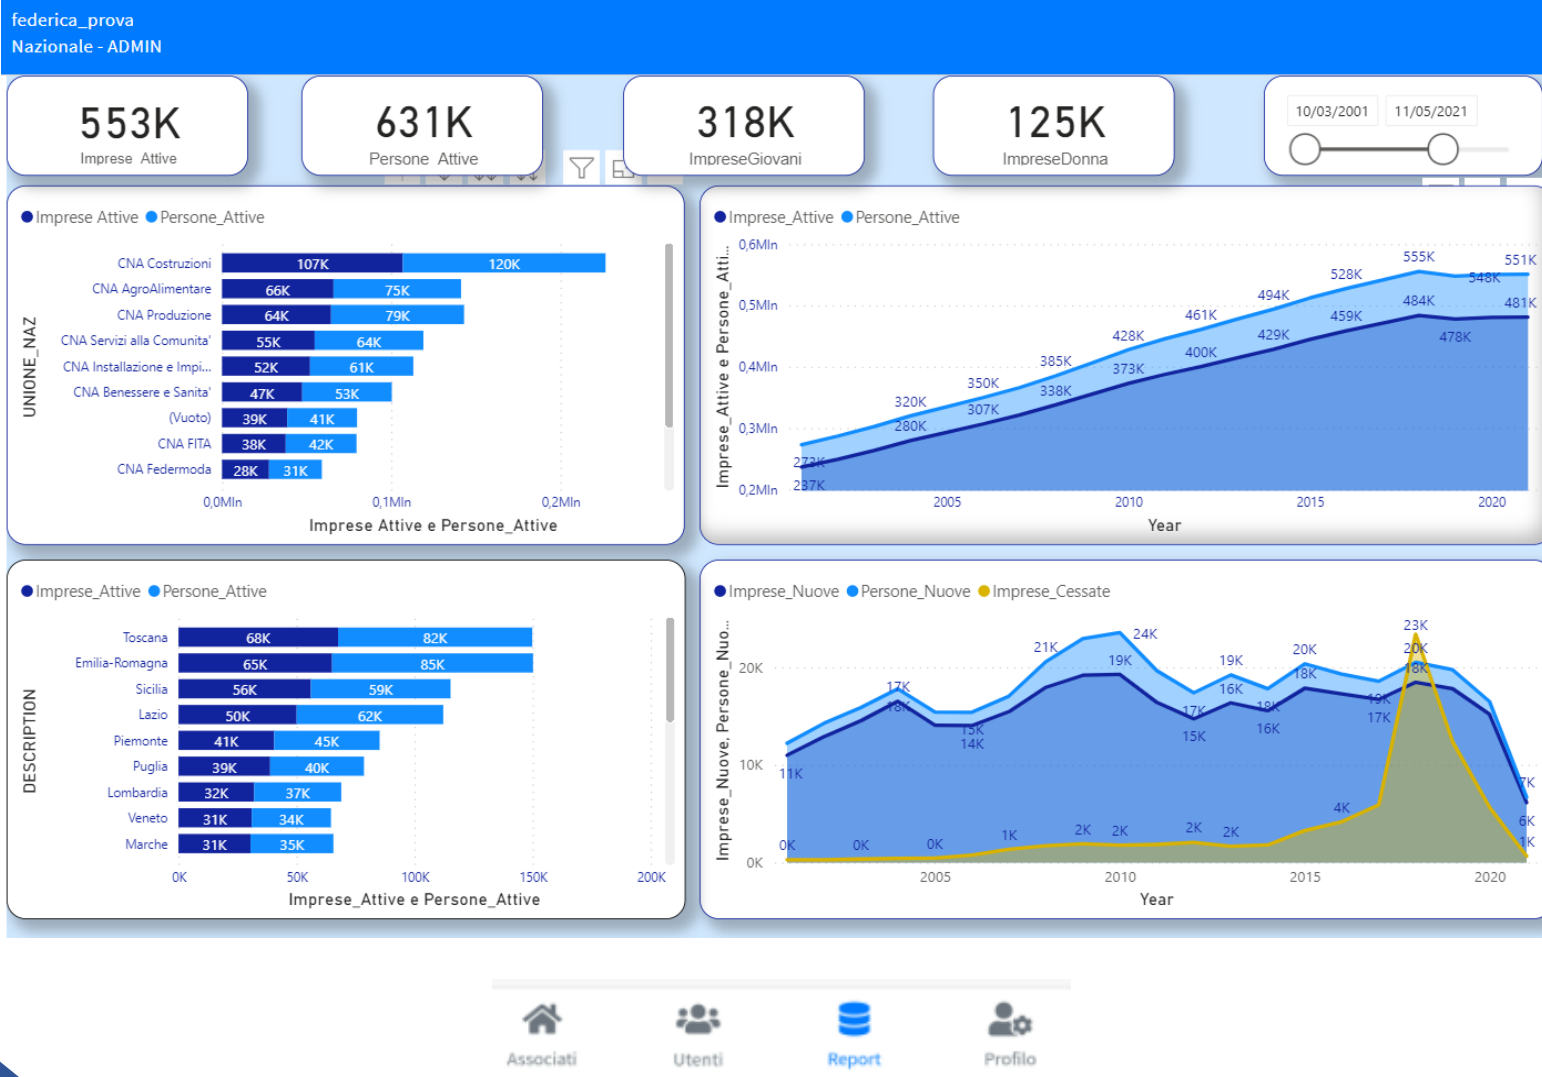 federica_prova
Nazionale - ADMIN
553K
Imprese Attive
631K
Persone Attive
318K
ImpreseGiovani
125K
ImpreseDonna
10/03/2001 11/05/2021
Imprese Attive Persone_Attive
UNIONE_NAZ
CNA Costruzioni 107K 120K
CNA AgroAlimentare 66K 75K
CNA Produzione 64K 79K
CNA Servizi alla Comunita' 55K 64K
CNA Installazione e Impi... 52K 61K
CNA Benessere e Sanita' 47K 53K
(Vuoto) 39K 41K
CNA FITA 38K 42K
CNA Federmoda 28K 31K
0,0Mln 0,1Mln 0,2Mln
Imprese Attive e Persone_Attive
Imprese_Attive Persone_Attive
Imprese_Attive e Persone_Atti...
0,6Mln
0,5Mln
0,4Mln
0,3Mln
0,2Mln
273K 320K 350K 385K 428K 461K 494K 528K 555K 548K 551K
237K 280K 307K 338K 373K 400K 429K 459K 484K 478K 481K
2005 2010 2015 2020
Year
Imprese_Attive Persone_Attive
DESCRIPTION
Toscana 68K 82K
Emilia-Romagna 65K 85K
Sicilia 56K 59K
Lazio 50K 62K
Piemonte 41K 45K
Puglia 39K 40K
Lombardia 32K 37K
Veneto 31K 34K
Marche 31K 35K
0K 50K 100K 150K 200K
Imprese_Attive e Persone_Attive
Imprese_Nuove Persone_Nuove Imprese_Cessate
Imprese_Nuove, Persone_Nuo...
20K
10K
0K
17K 15K 21K 24K 17K 19K 18K 20K 19K 20K 7K
11K 16K 14K 19K 15K 16K 16K 18K 17K 18K 6K
0K 0K 0K 1K 2K 2K 2K 2K 4K 23K 1K
2005 2010 2015 2020
Year
Associati Utenti Report Profilo